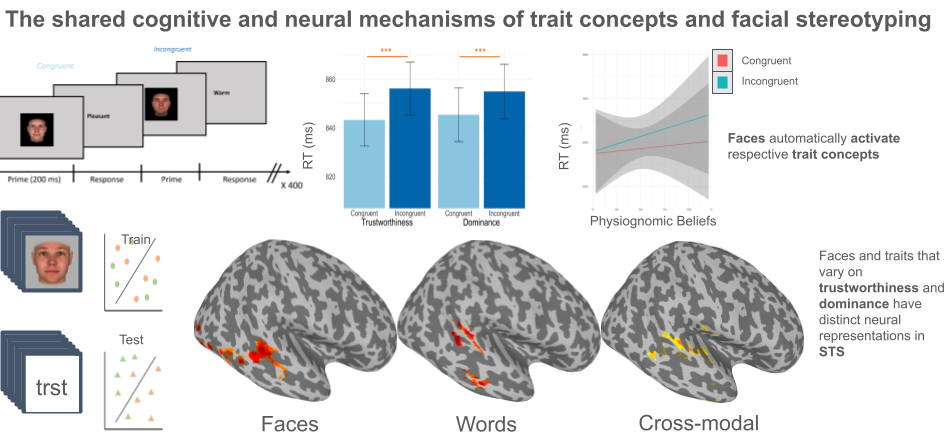 The shared cognitive and neural mechanisms of trait concepts and facial stereotyping
Congruent
Incongruent
Pleasant
Warm
Prime (200 ms)
Response
Prime
Response
X 400
RT (ms)
860
840
820
***
***
Congruent
Incongruent
Congruent
Incongruent
Trustworthiness
Dominance
RT (ms)
Physiognomic Beliefs
Congruent
Incongruent
Faces automatically activate
respective trait concepts
Train
Test
trst
Faces
Words
Cross-modal
Faces and traits that
vary on
trustworthiness and
dominance have
distinct neural
representations in
STS